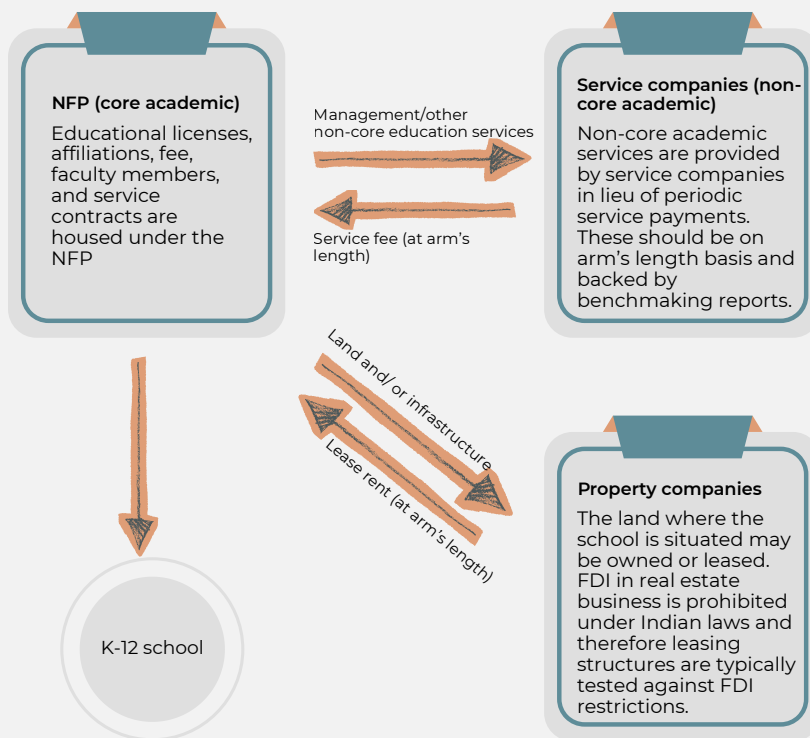 NFP (core academic)
Educational licenses,
affiliations, fee,
faculty members,
and service
contracts are
housed under the
NFP
Management/other
non-core education services
Service fee (at arm's
length)
Service companies (non-
core academic)
Non-core academic
services are provided
by service companies
in lieu of periodic
service payments.
These should be on
arm's length basis and
backed by
benchmaking reports.
Land and/ or infrastructure
Lease rent (at arm's length)
Property companies
The land where the
school is situated may
be owned or leased.
FDI in real estate
business is prohibited
under Indian laws and
therefore leasing
structures are typically
tested against FDI
restrictions.
K-12 school